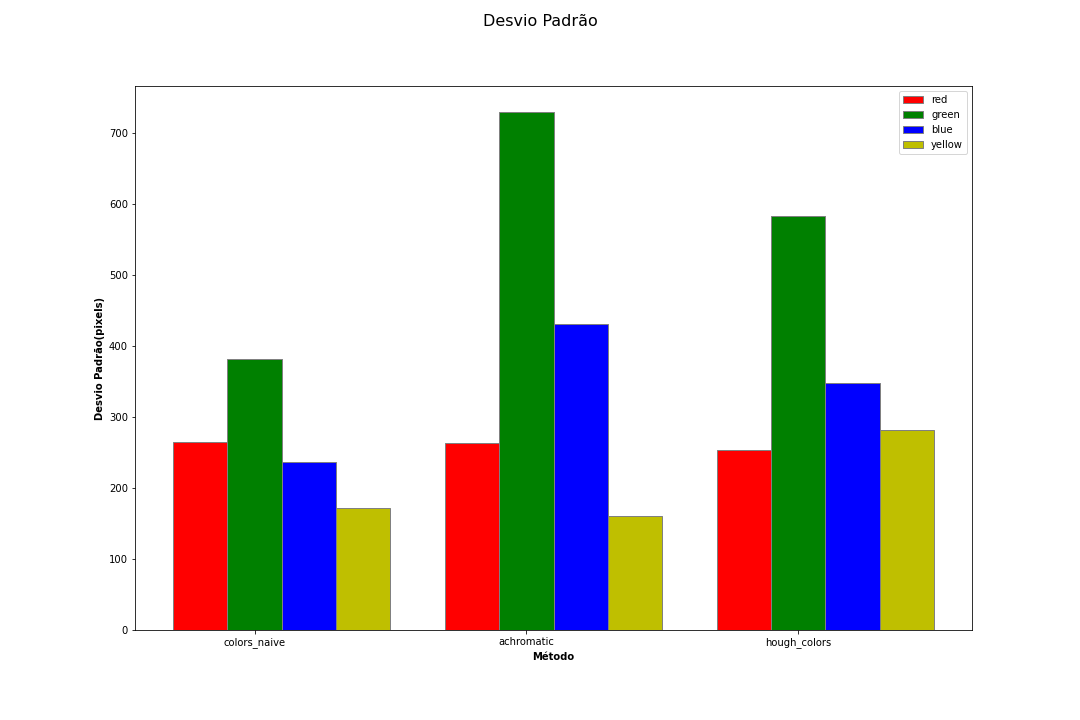 Desvio Padrão
red
green
blue
yellow
700
600
500
400
300
200
100
0
Desvio Padrão(pixels)
colors_naive
achromatic
hough_colors
Método